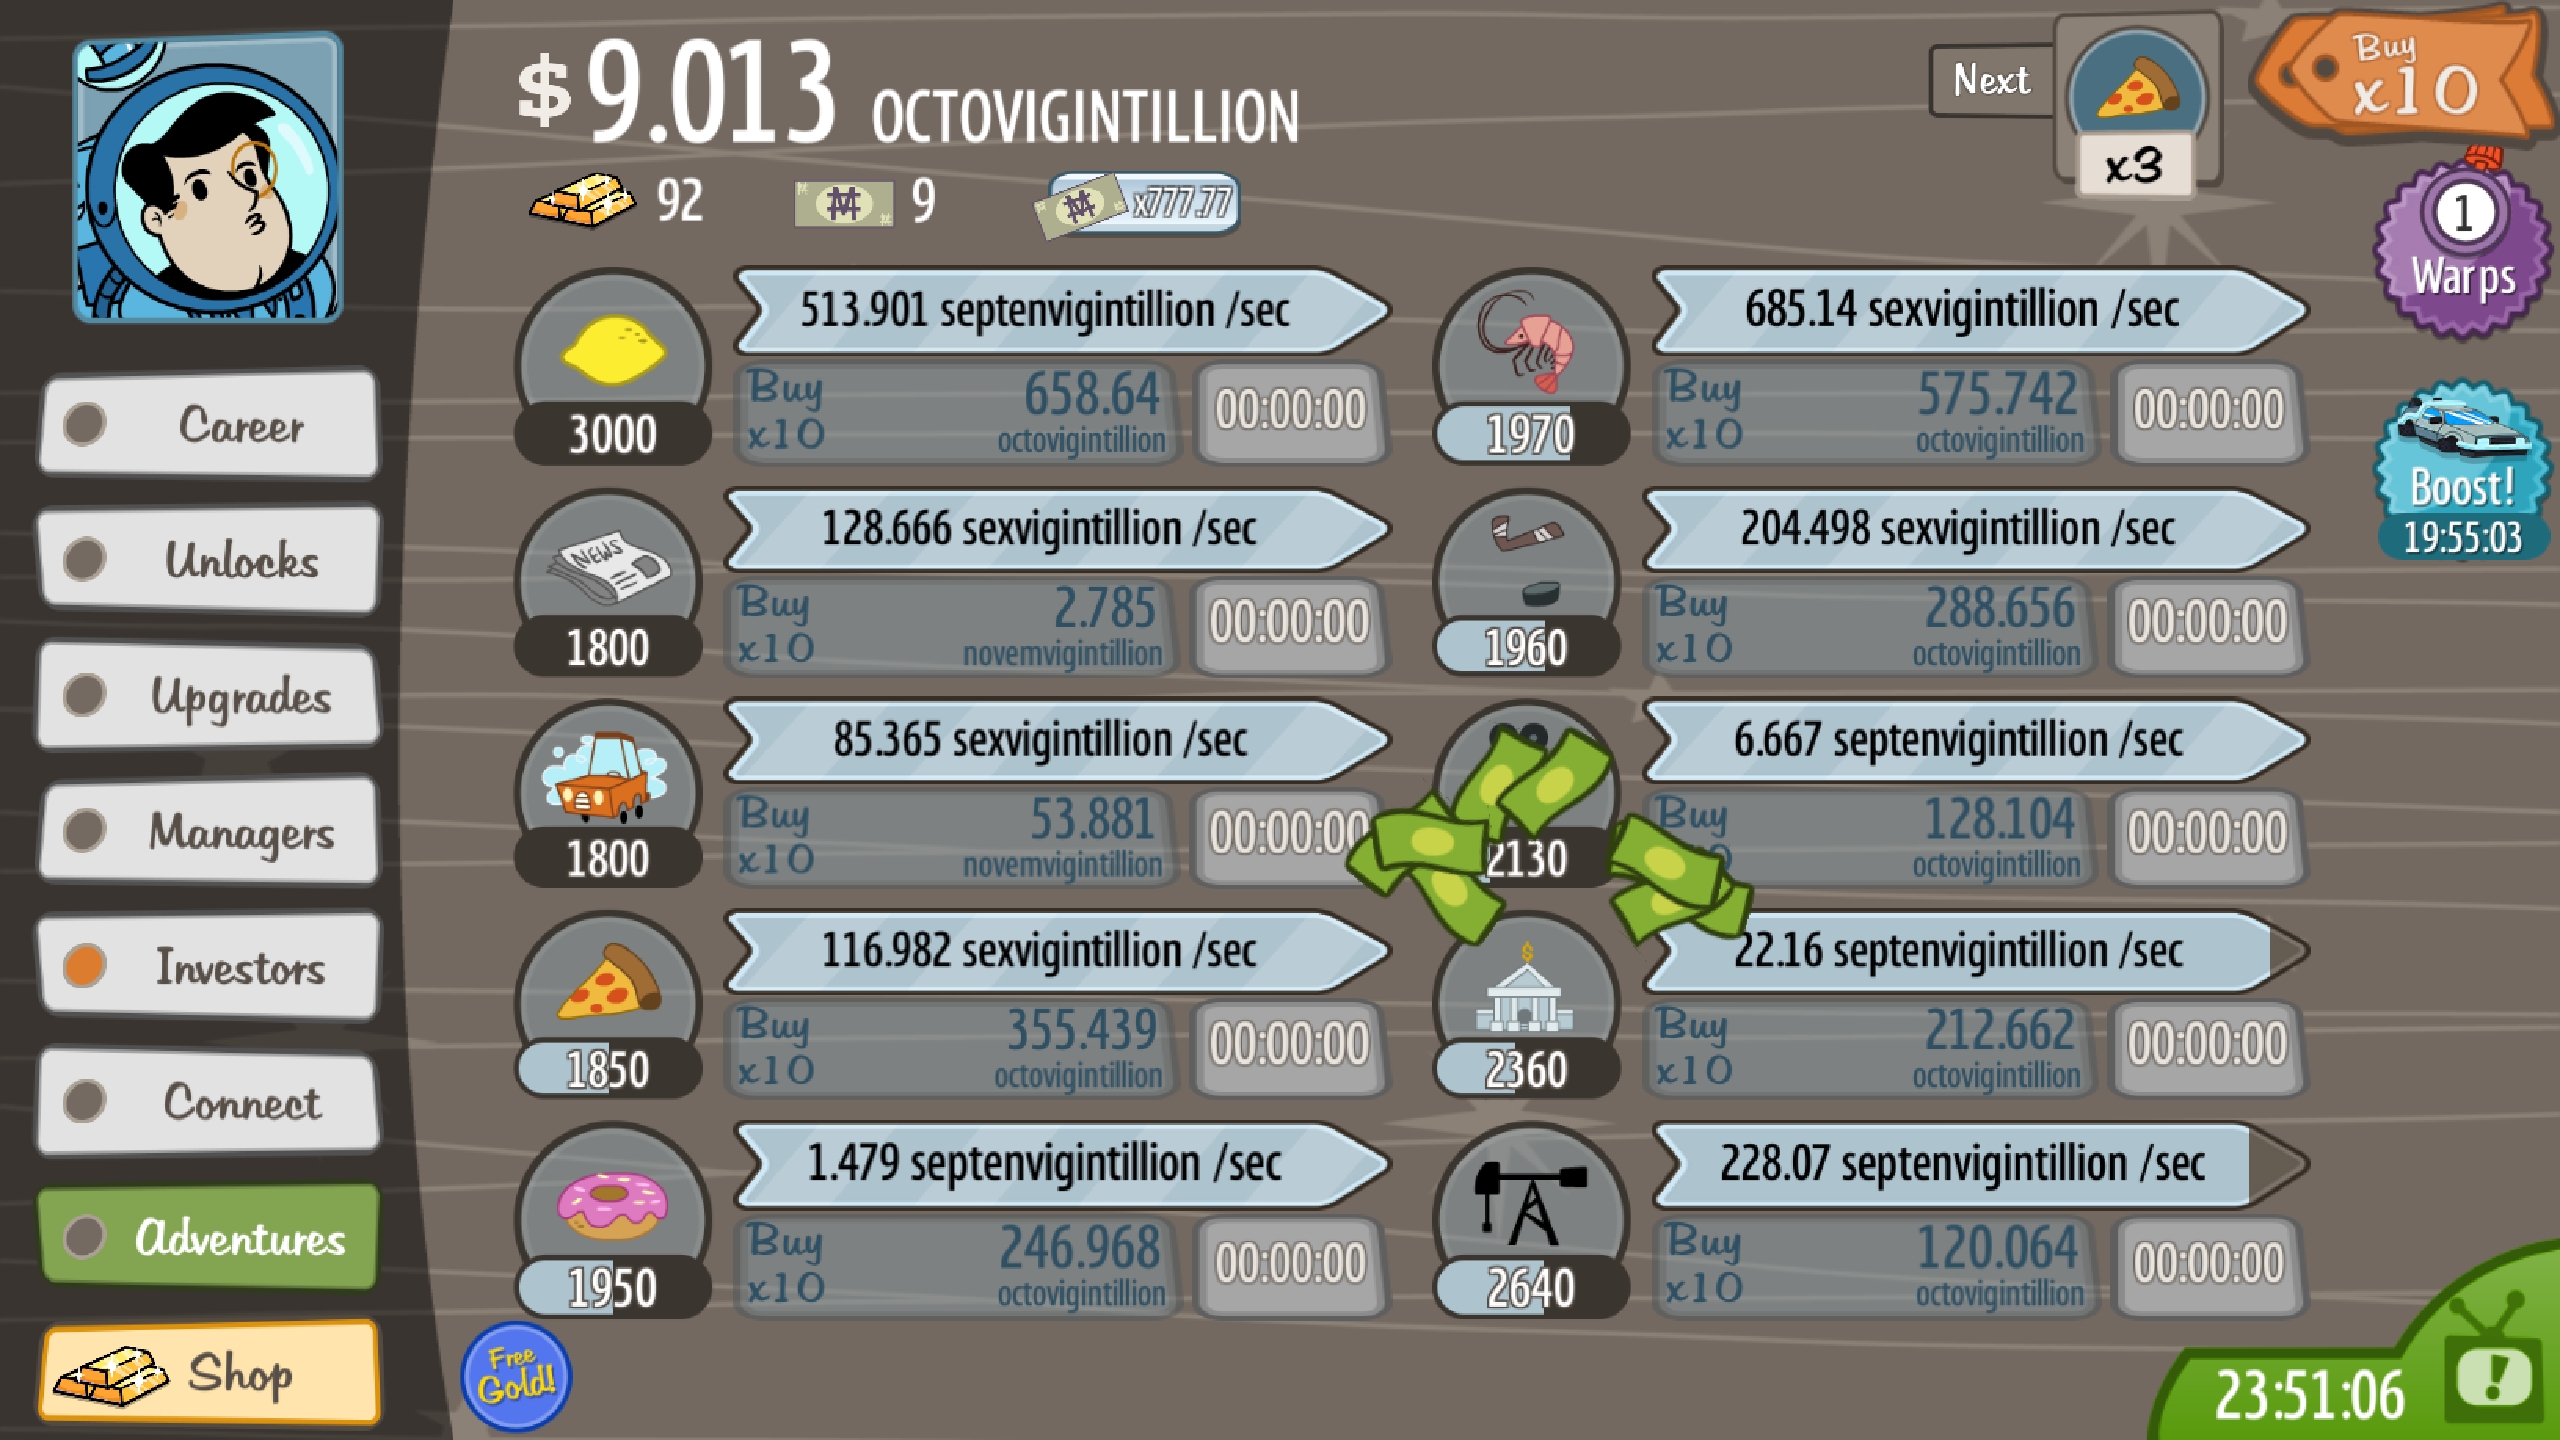 $9.013 OCTOVIGINTILLION
Next
x3
Buy
x10
92
9
x777.77
1
Warps
Boost!
19:55:03
Career
Unlocks
Upgrades
Managers
Investors
Connect
Adventures
Shop
513.901 septenvigintillion /sec
3000
Buy
x10
658.64
octovigintillion
00:00:00
NEWS
128.666 sexvigintillion /sec
1800
Buy
x10
2.785
novemvigintillion
00:00:00
85.365 sexvigintillion /sec
1800
Buy
x10
53.881
novemvigintillion
00:00:00
116.982 sexvigintillion /sec
1850
Buy
x10
355.439
octovigintillion
00:00:00
1.479 septenvigintillion /sec
1950
Buy
x10
246.968
octovigintillion
00:00:00
685.14 sexvigintillion /sec
1970
Buy
x10
575.742
octovigintillion
00:00:00
204.498 sexvigintillion /sec
1960
Buy
x10
288.656
octovigintillion
00:00:00
6.667 septenvigintillion /sec
2130
Buy
128.104
octovigintillion
00:00:00
$
22.16 septenvigintillion /sec
2360
Buy
x10
212.662
octovigintillion
00:00:00
228.07 septenvigintillion /sec
2640
Buy
x10
120.064
octovigintillion
00:00:00
Free
Gold!
23:51:06
!